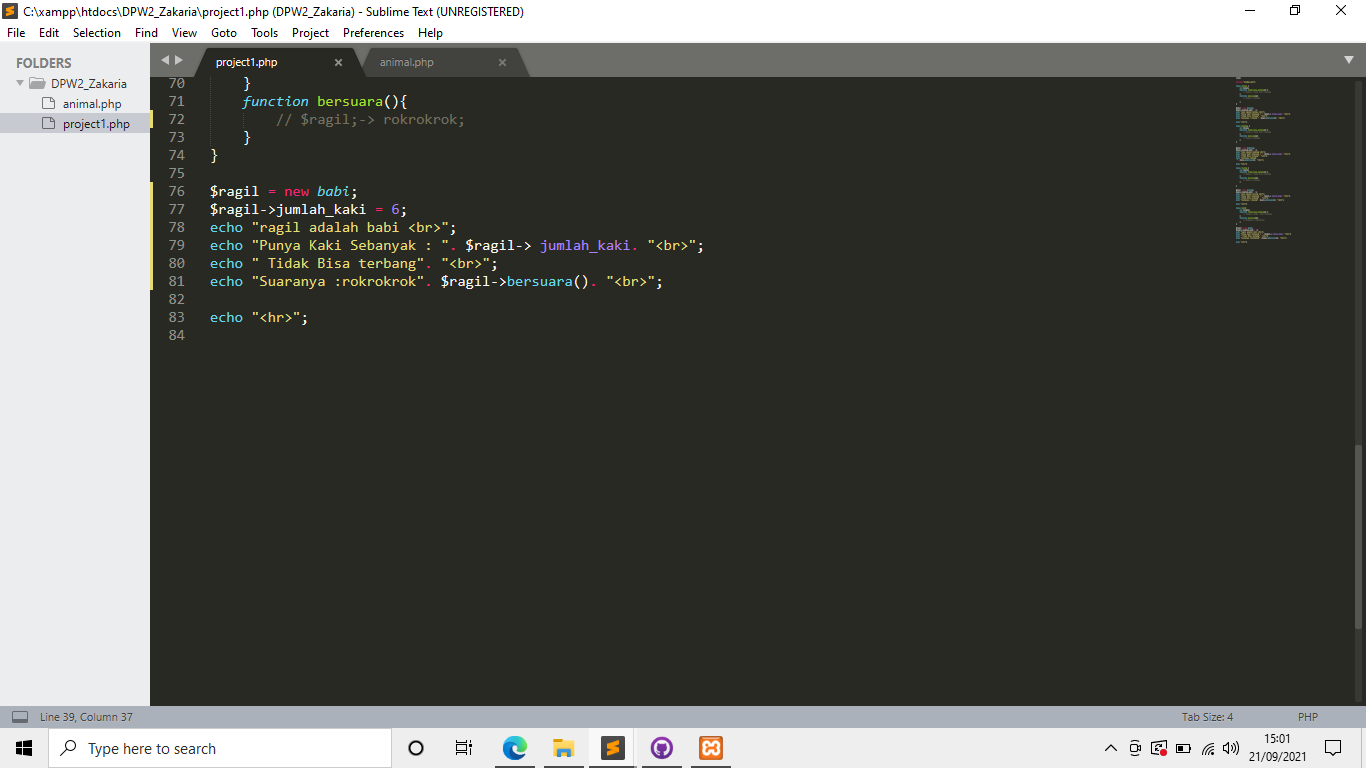 C:\xampp\htdocs\DPW2_Zakaria\project1.php (DPW2_Zakaria) - Sublime Text (UNREGISTERED)
File Edit Selection Find View Goto Tools Project Preferences Help
FOLDERS
DPW2_Zakaria
animal.php
project1.php
project1.php animal.php
70 }
71 function bersuara(){
72 // $ragil;-> rokrokrok;
73 }
74 }
75
76 $ragil = new babi;
77 $ragil->jumlah_kaki = 6;
78 echo "ragil adalah babi <br>";
79 echo "Punya Kaki Sebanyak : ". $ragil-> jumlah_kaki. "<br>";
80 echo " Tidak Bisa terbang". "<br>";
81 echo "Suaranya :rokrokrok". $ragil->bersuara(). "<br>";
82
83 echo "<hr>";
84
Line 39, Column 37 Tab Size: 4 PHP
Type here to search
15:01
21/09/2021